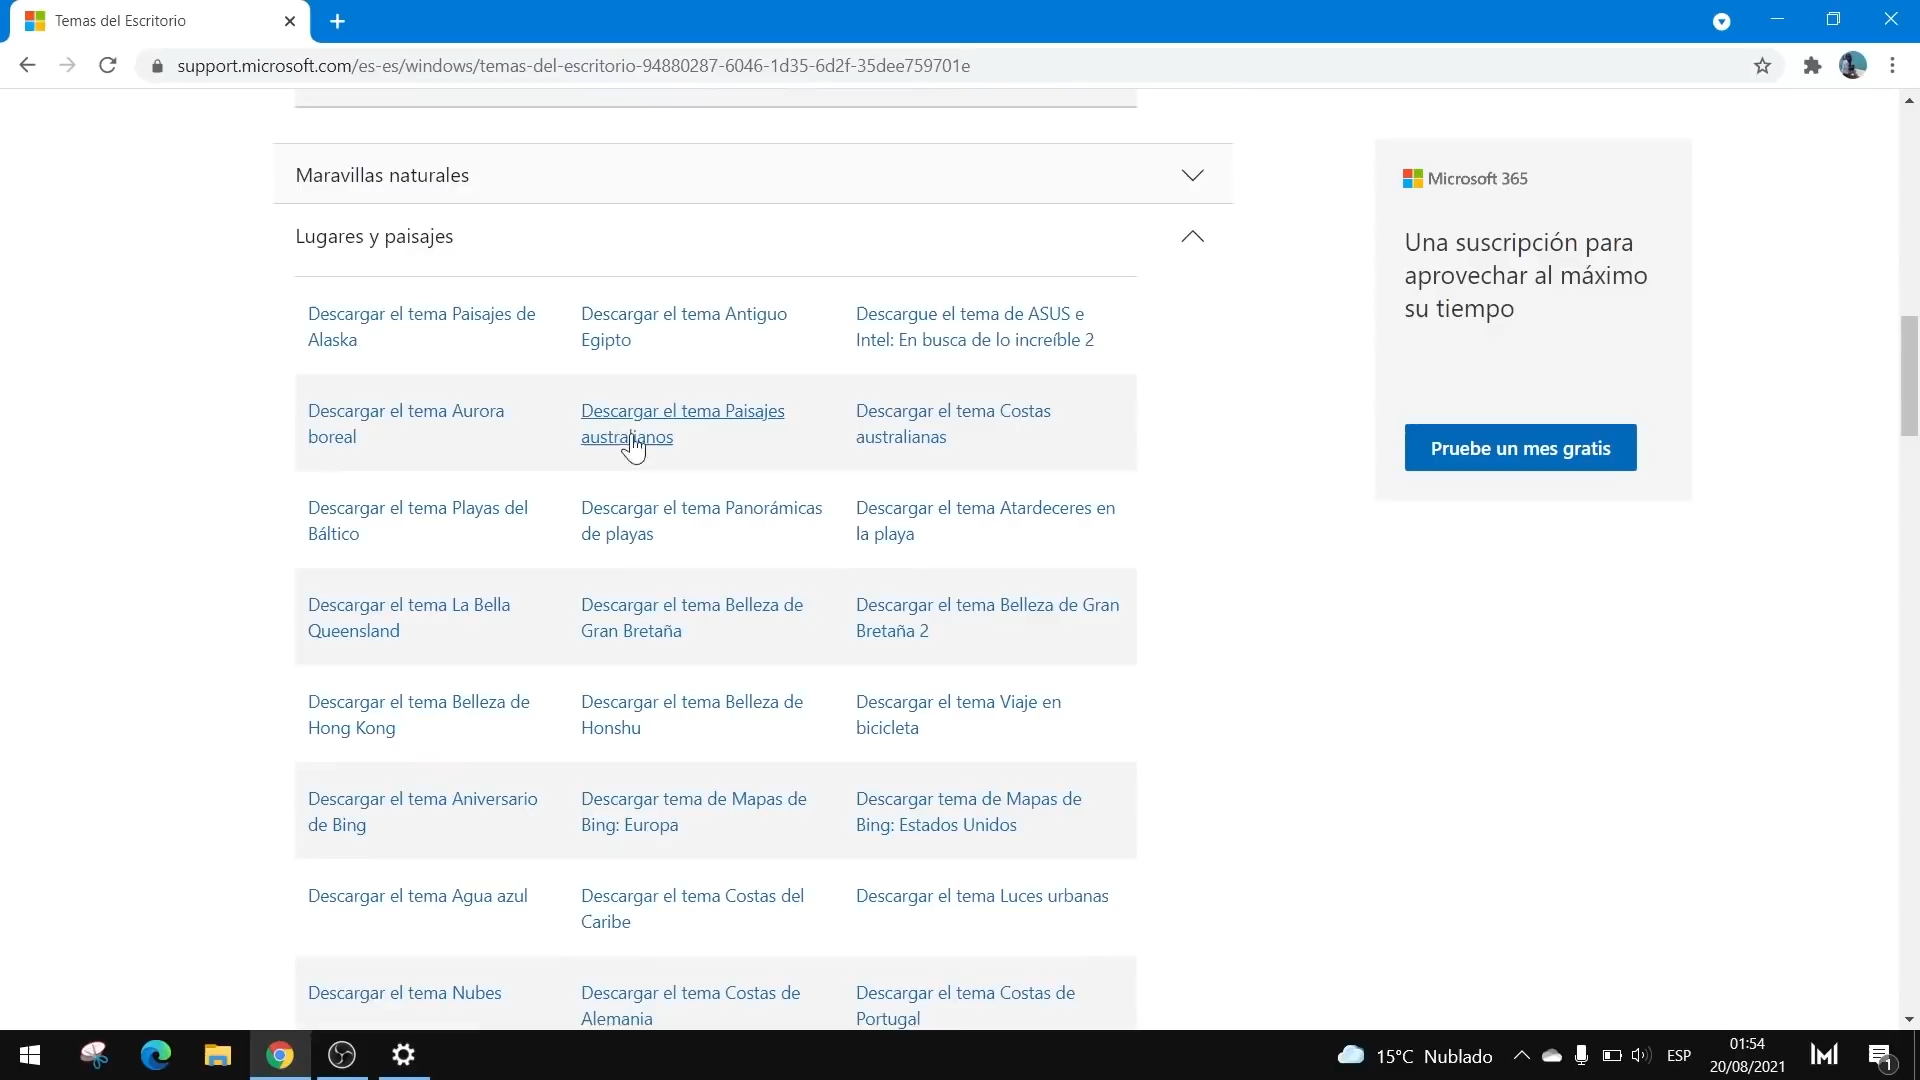 Temas del Escritorio
support.microsoft.com/es-es/windows/temas-del-escritorio-94880287-6046-1d35-6d2f-35dee759701e
Maravillas naturales
Lugares y paisajes
Descargar el tema Paisajes de
Alaska
Descargar el tema Antiguo
Egipto
Descargue el tema de ASUS e
Intel: En busca de lo increíble 2
Descargar el tema Aurora
boreal
Descargar el tema Paisajes
australianos
Descargar el tema Costas
australianas
Descargar el tema Playas del
Báltico
Descargar el tema Panorámicas
de playas
Descargar el tema Atardeceres en
la playa
Descargar el tema La Bella
Queensland
Descargar el tema Belleza de
Gran Bretaña
Descargar el tema Belleza de Gran
Bretaña 2
Descargar el tema Belleza de
Hong Kong
Descargar el tema Belleza de
Honshu
Descargar el tema Viaje en
bicicleta
Descargar el tema Aniversario
de Bing
Descargar tema de Mapas de
Bing: Europa
Descargar tema de Mapas de
Bing: Estados Unidos
Descargar el tema Agua azul
Descargar el tema Costas del
Caribe
Descargar el tema Luces urbanas
Descargar el tema Nubes
Descargar el tema Costas de
Alemania
Descargar el tema Costas de
Portugal
Microsoft 365
Una suscripción para
aprovechar al máximo
su tiempo
Pruebe un mes gratis
15°C Nublado
ESP
01:54
20/08/2021
1